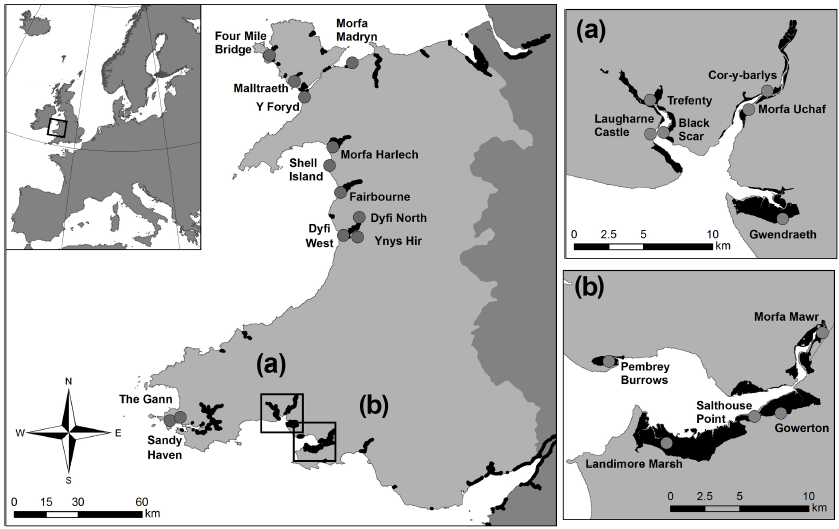 Four Mile
Bridge
Morfa
Madryn
Malltraeth
Y Foryd
Morfa Harlech
Shell
Island
Fairbourne
Dyfi North
Dyfi
West
Ynys Hir
(a)
(b)
The Gann
Sandy
Haven
N
W
E
S
0 15 30 60
km
(a)
Cor-y-barlys
Trefenty
Morfa Uchaf
Laugharne
Castle
Black
Scar
Gwendraeth
0 2.5 5 10
km
(b)
Morfa Mawr
Pembrey
Burrows
Salthouse
Point
Gowerton
Landimore Marsh
0 2.5 5 10
km